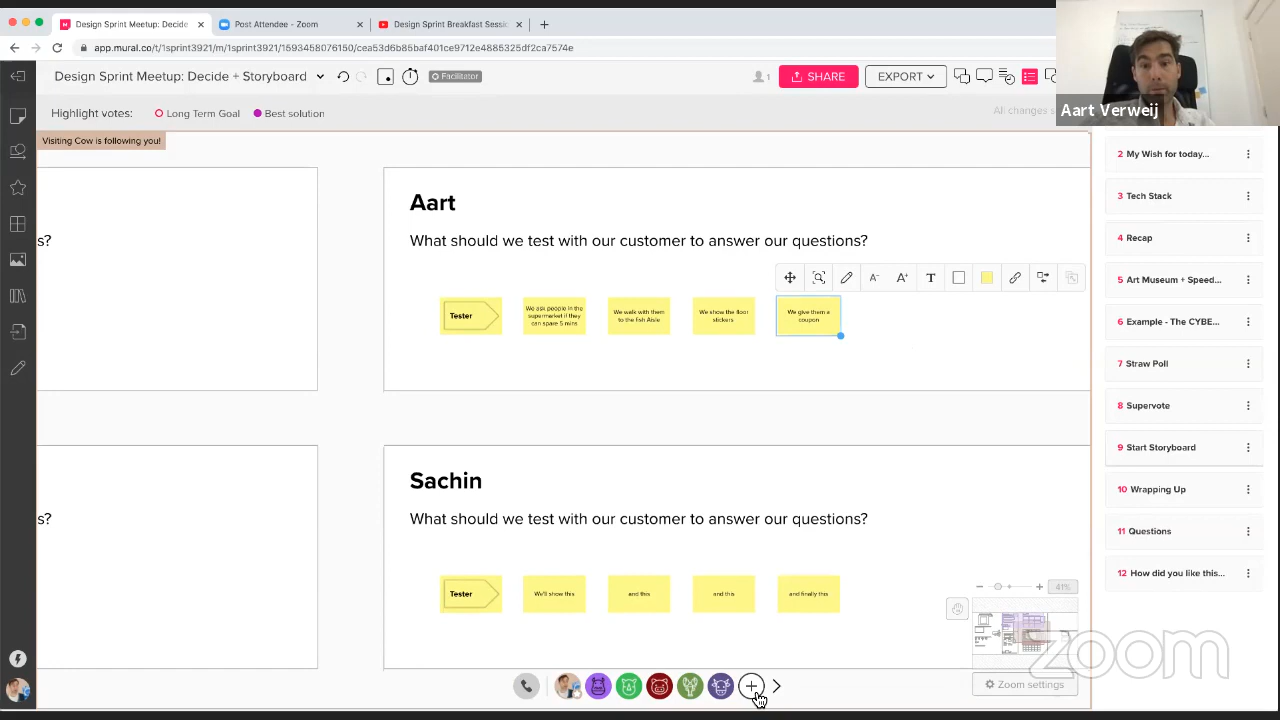 Design Sprint Meetup: Decide
Post Attendee - Zoom
Design Sprint Breakfast Sessi
app.mural.co/t/1sprint3921/m/1sprint3921/1593458076150/cea53d6b85baf401ce9712e4885325df2ca7574e
Design Sprint Meetup: Decide + Storyboard
Facilitator
1
SHARE
EXPORT
Aart Verweij
Highlight votes:
Long Term Goal
Best solution
All changes s
Visiting Cow is following you!
2 My Wish for today...
3 Tech Stack
4 Recap
5 Art Museum + Speed...
6 Example - The CYBE...
7 Straw Poll
8 Supervote
9 Start Storyboard
10 Wrapping Up
11 Questions
12 How did you like this...
s?
Aart
What should we test with our customer to answer our questions?
A-
A+
T
Tester
We ask people in the
supermarket if they
can spare 5 mins
We walk with them
to the fish Aisle
We show the floor
stickers
We give them a
coupon
s?
Sachin
What should we test with our customer to answer our questions?
Tester
We'll show this
and this
and this
and finally this
41%
zoom
Zoom settings